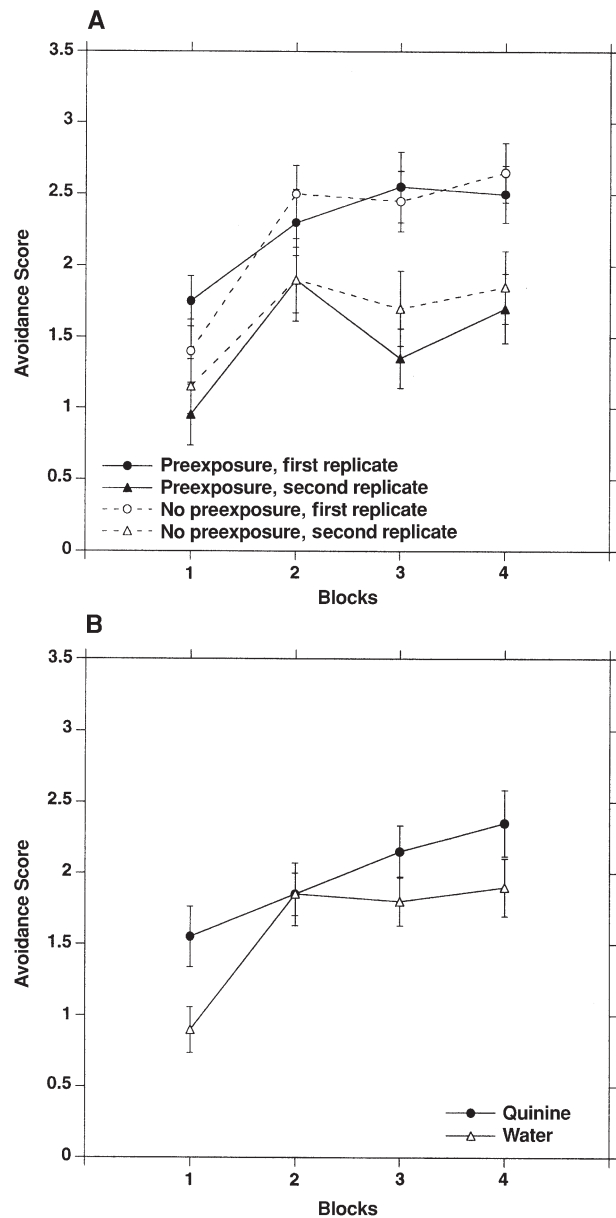 A
3.5
3
2.5
2
1.5
1
0.5
0
Avoidance Score
Preexposure, first replicate
Preexposure, second replicate
No preexposure, first replicate
No preexposure, second replicate
1 2 3 4
Blocks
B
3.5
3
2.5
2
1.5
1
0.5
0
Avoidance Score
Quinine
Water
1 2 3 4
Blocks